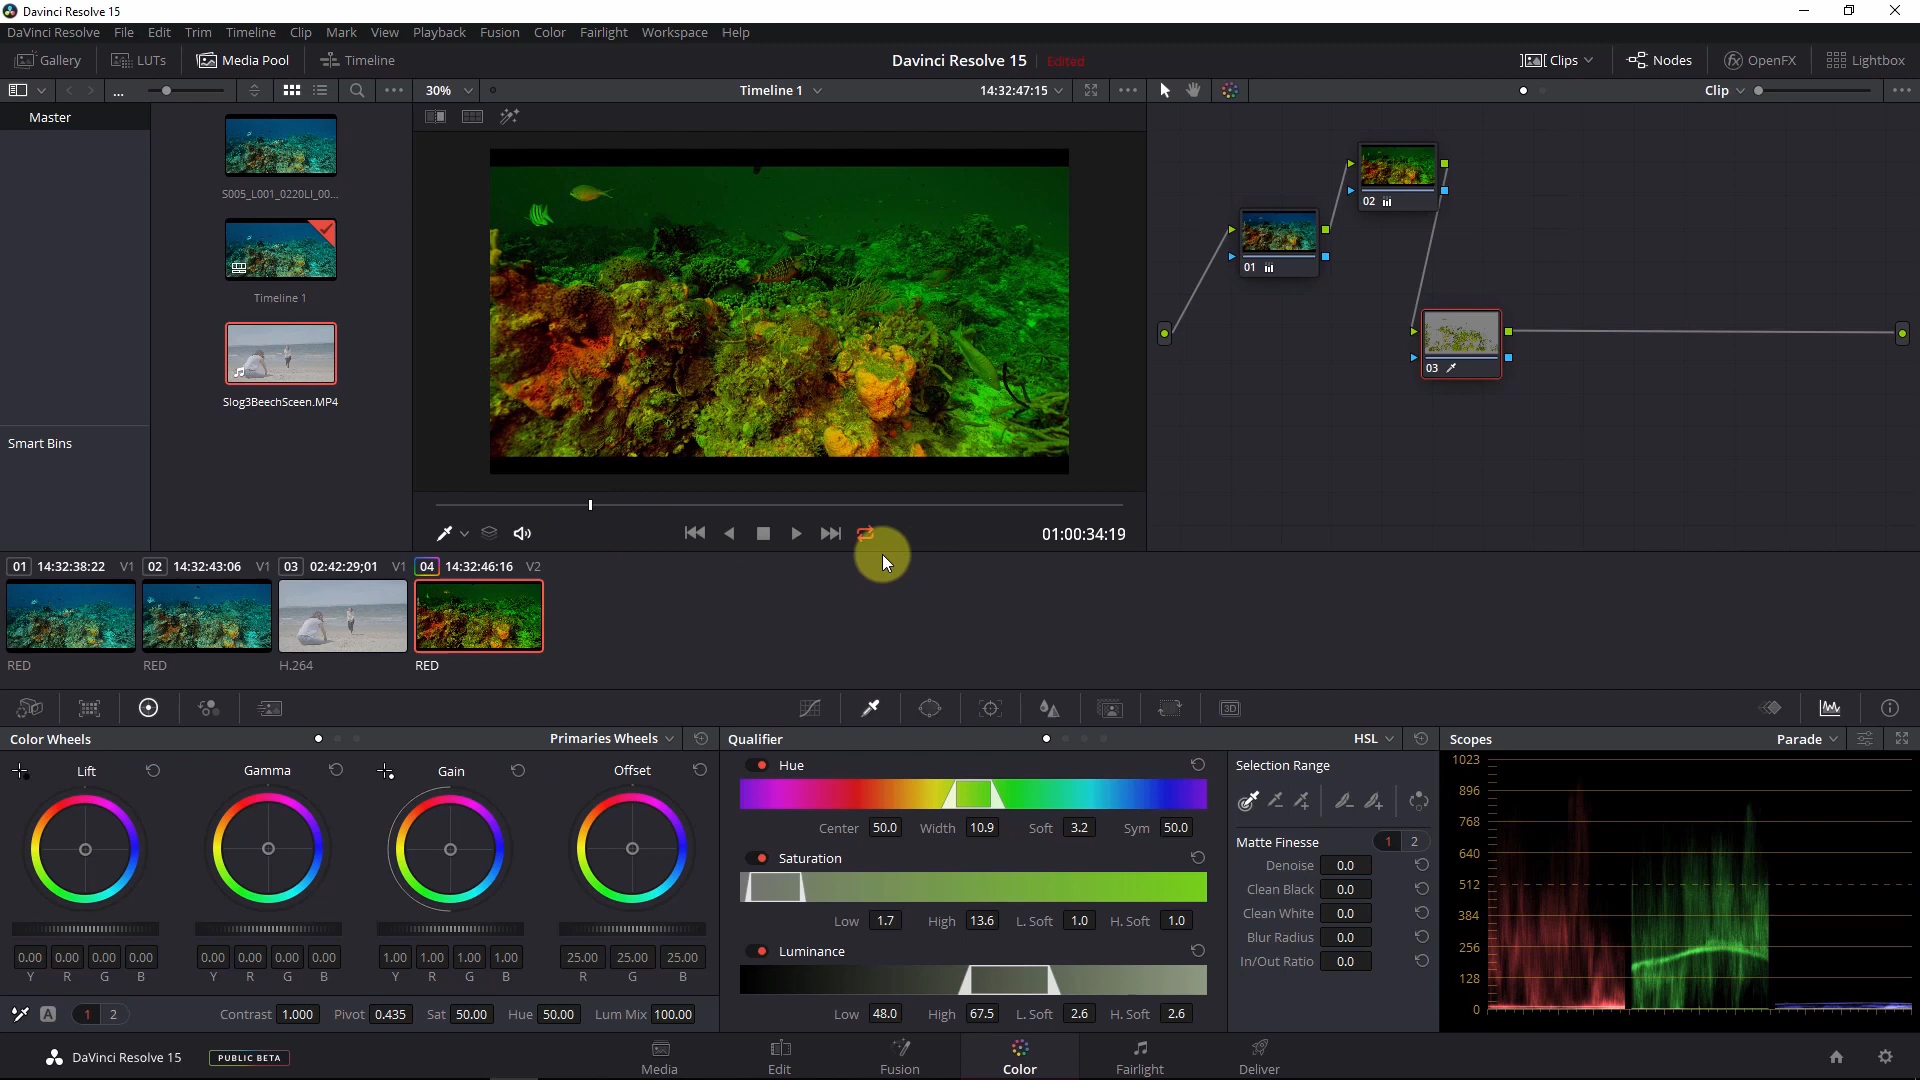 Davinci Resolve 15
DaVinci Resolve File Edit Trim Timeline Clip Mark View Playback Fusion Color Fairlight Workspace Help
Gallery LUTs Media Pool Timeline Davinci Resolve 15 Edited Clips Nodes OpenFX Lightbox
... 30% Timeline 1 14:32:47:15 Clip
Master
S005_L001_0220LI_00...
Timeline 1
Slog3BeechSceen.MP4
Smart Bins
02
01
03
01:00:34:19
01 14:32:38:22 V1 02 14:32:43:06 V1 03 02:42:29;01 V1 04 14:32:46:16 V2
RED RED H.264 RED
3D
Color Wheels Primaries Wheels Qualifier HSL Scopes Parade
Lift Gamma Gain Offset
0.00 0.00 0.00 0.00 0.00 0.00 0.00 0.00 1.00 1.00 1.00 1.00 25.00 25.00 25.00
Y R G B Y R G B Y R G B R G B
A 1 2 Contrast 1.000 Pivot 0.435 Sat 50.00 Hue 50.00 Lum Mix 100.00
Hue
Center 50.0 Width 10.9 Soft 3.2 Sym 50.0
Saturation
Low 1.7 High 13.6 L. Soft 1.0 H. Soft 1.0
Luminance
Low 48.0 High 67.5 L. Soft 2.6 H. Soft 2.6
Selection Range
Matte Finesse 1 2
Denoise 0.0
Clean Black 0.0
Clean White 0.0
Blur Radius 0.0
In/Out Ratio 0.0
1023
896
768
640
512
384
256
128
0
DaVinci Resolve 15 PUBLIC BETA Media Edit Fusion Color Fairlight Deliver